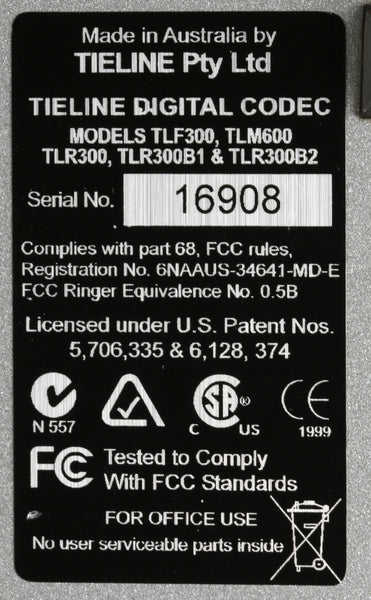 Made in Australia by
TIELINE Pty Ltd
TIELINE DIGITAL CODEC
MODELS TLF300, TLM600
TLR300, TLR300B1 & TLR300B2
Serial No. 16908
Complies with part 68, FCC rules,
Registration No. 6NAAUS-34641-MD-E
FCC Ringer Equivalence No. 0.5B
Licensed under U.S. Patent Nos.
5,706,335 & 6,128, 374
SA ® CE
N 557 C US 1999
FC Tested to Comply
With FCC Standards
FOR OFFICE USE
No user serviceable parts inside